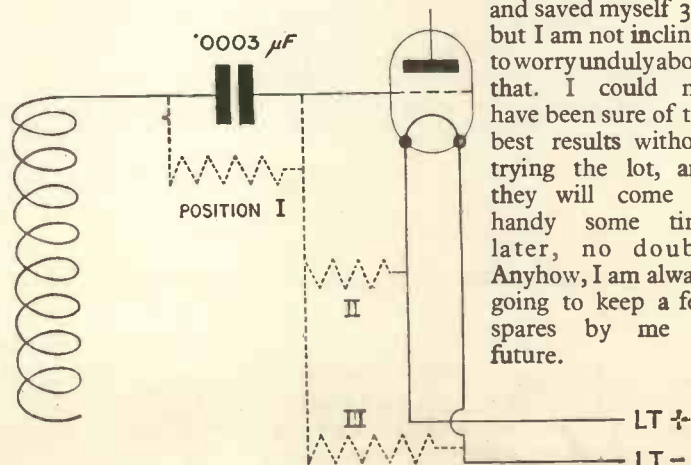 ·0003 µF
POSITION I
II
III
LT +
LT −
and saved myself 3
but I am not inclin
to worry unduly abo
that. I could n
have been sure of t
best results witho
trying the lot, an
they will come
handy some tim
later, no doub
Anyhow, I am alwa
going to keep a fe
spares by me
future.